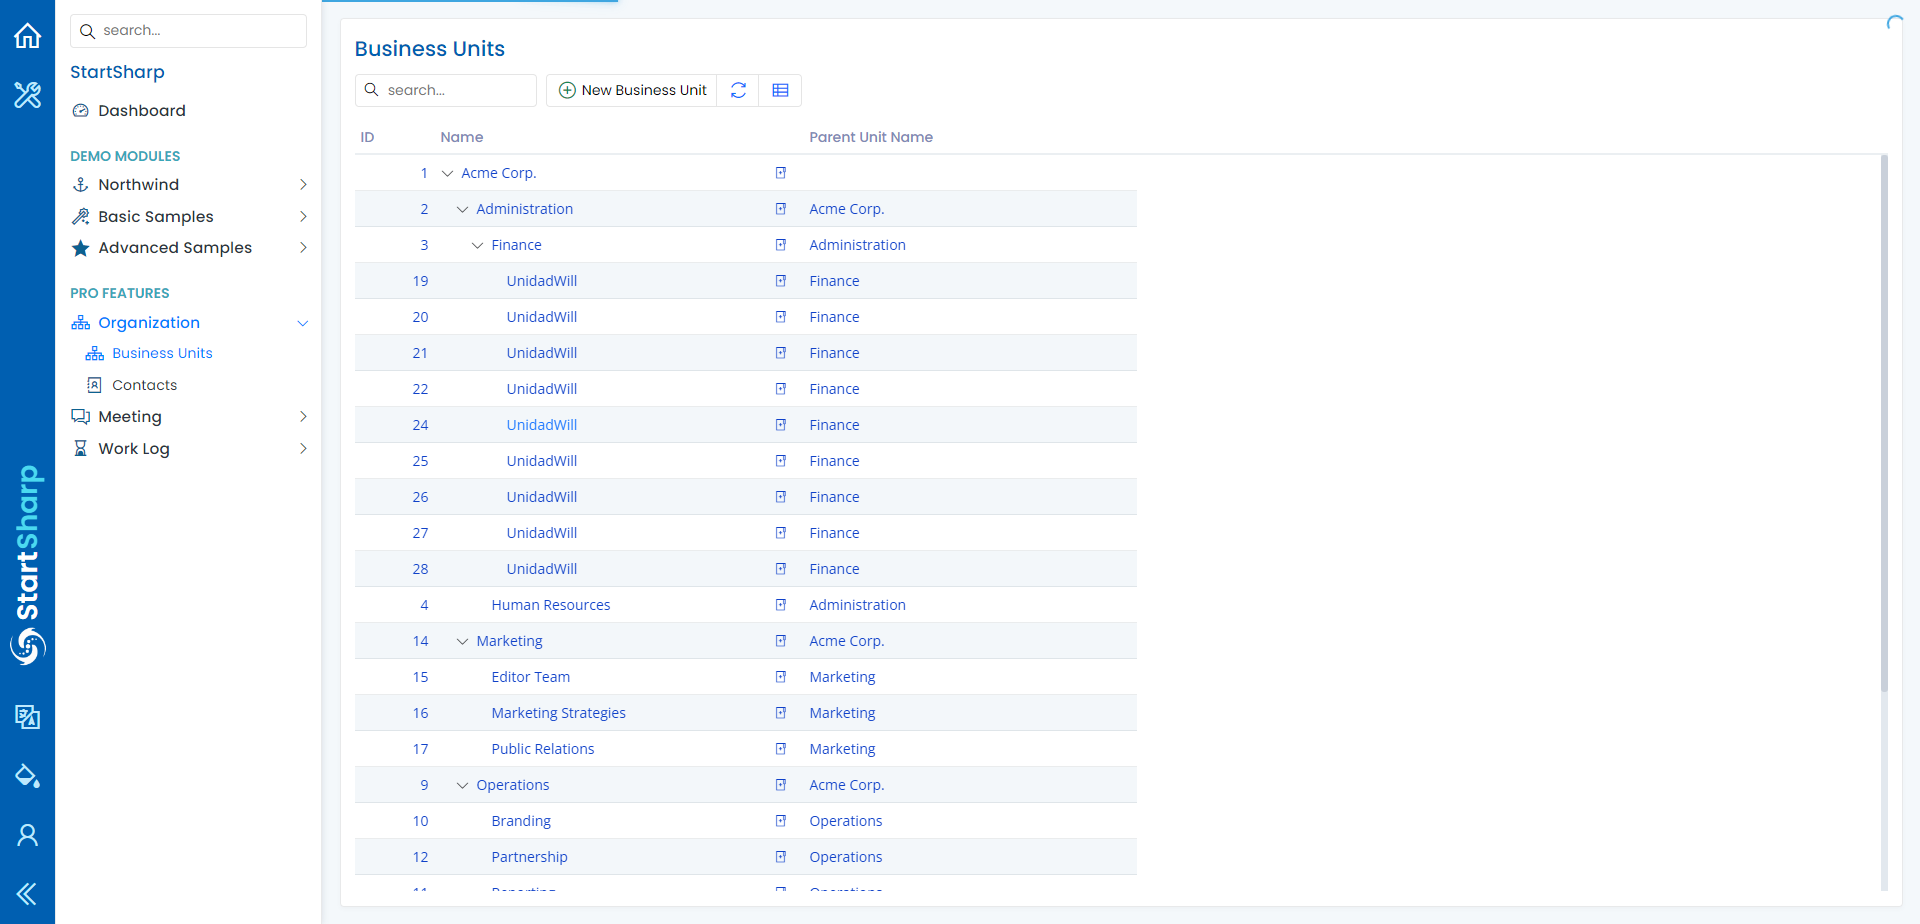 search...
StartSharp
Dashboard
DEMO MODULES
Northwind
Basic Samples
Advanced Samples
PRO FEATURES
Organization
Business Units
Contacts
Meeting
Work Log
StartSharp
Business Units
search...
New Business Unit
ID Name Parent Unit Name
1 Acme Corp.
2 Administration Acme Corp.
3 Finance Administration
19 UnidadWill Finance
20 UnidadWill Finance
21 UnidadWill Finance
22 UnidadWill Finance
24 UnidadWill Finance
25 UnidadWill Finance
26 UnidadWill Finance
27 UnidadWill Finance
28 UnidadWill Finance
4 Human Resources Administration
14 Marketing Acme Corp.
15 Editor Team Marketing
16 Marketing Strategies Marketing
17 Public Relations Marketing
9 Operations Acme Corp.
10 Branding Operations
12 Partnership Operations